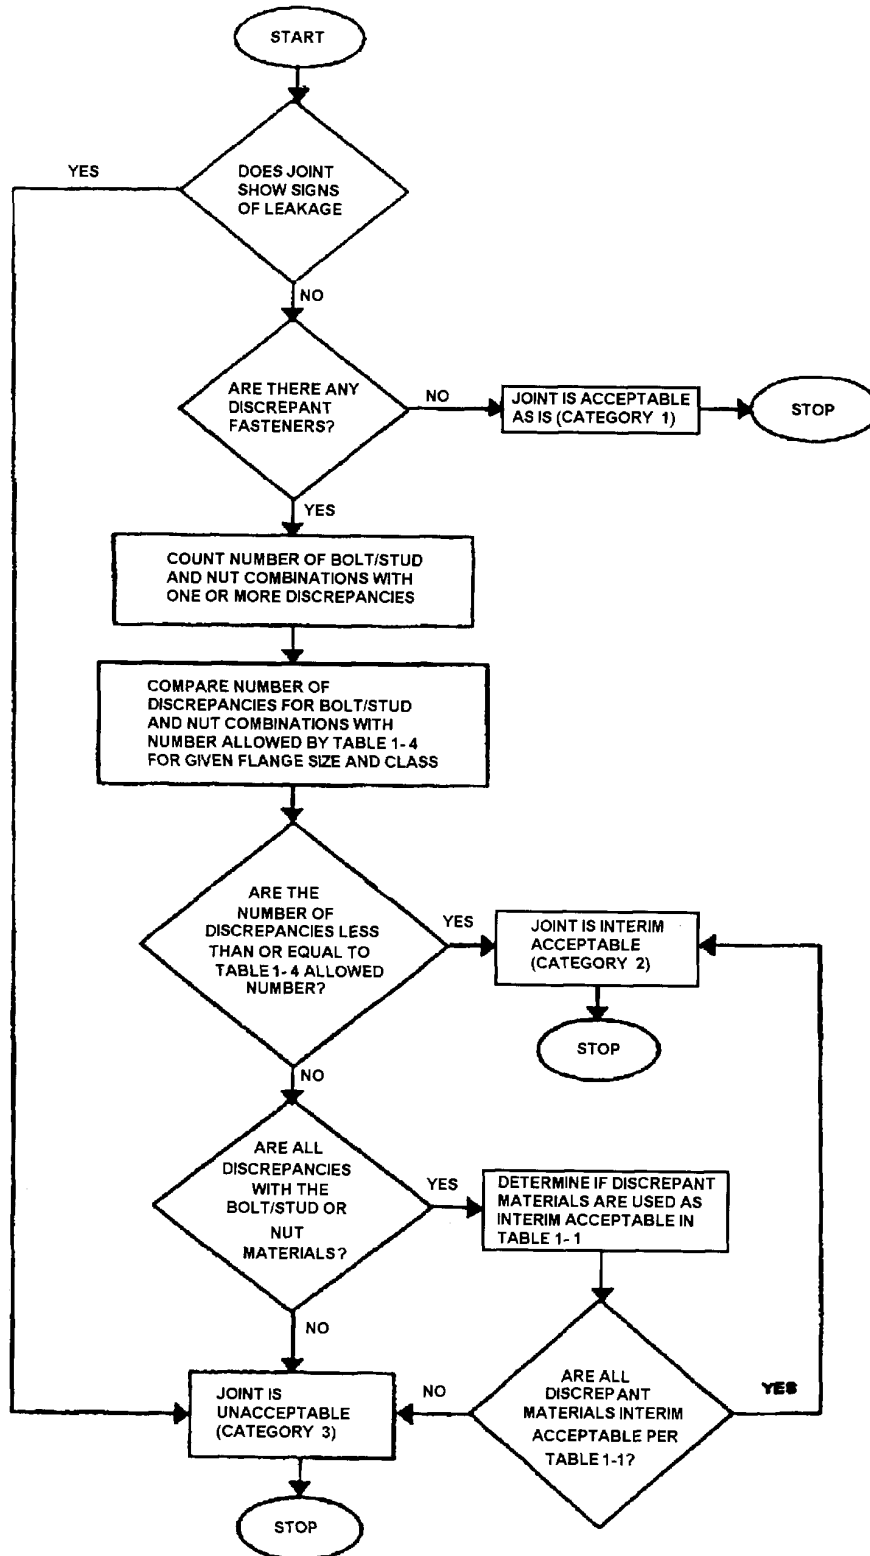 START
YES
DOES JOINT
SHOW SIGNS
OF LEAKAGE
NO
ARE THERE ANY
DISCREPANT
FASTENERS?
NO
JOINT IS ACCEPTABLE
AS IS (CATEGORY 1)
STOP
YES
COUNT NUMBER OF BOLT/STUD
AND NUT COMBINATIONS WITH
ONE OR MORE DISCREPANCIES
COMPARE NUMBER OF
DISCREPANCIES FOR BOLT/STUD
AND NUT COMBINATIONS WITH
NUMBER ALLOWED BY TABLE 1-4
FOR GIVEN FLANGE SIZE AND CLASS
ARE THE
NUMBER OF
DISCREPANCIES LESS
THAN OR EQUAL TO
TABLE 1-4 ALLOWED
NUMBER?
YES
JOINT IS INTERIM
ACCEPTABLE
(CATEGORY 2)
STOP
NO
ARE ALL
DISCREPANCIES
WITH THE
BOLT/STUD OR
NUT
MATERIALS?
YES
DETERMINE IF DISCREPANT
MATERIALS ARE USED AS
INTERIM ACCEPTABLE IN
TABLE 1-1
NO
JOINT IS
UNACCEPTABLE
(CATEGORY 3)
NO
ARE ALL
DISCREPANT
MATERIALS INTERIM
ACCEPTABLE PER
TABLE 1-1?
YES
STOP